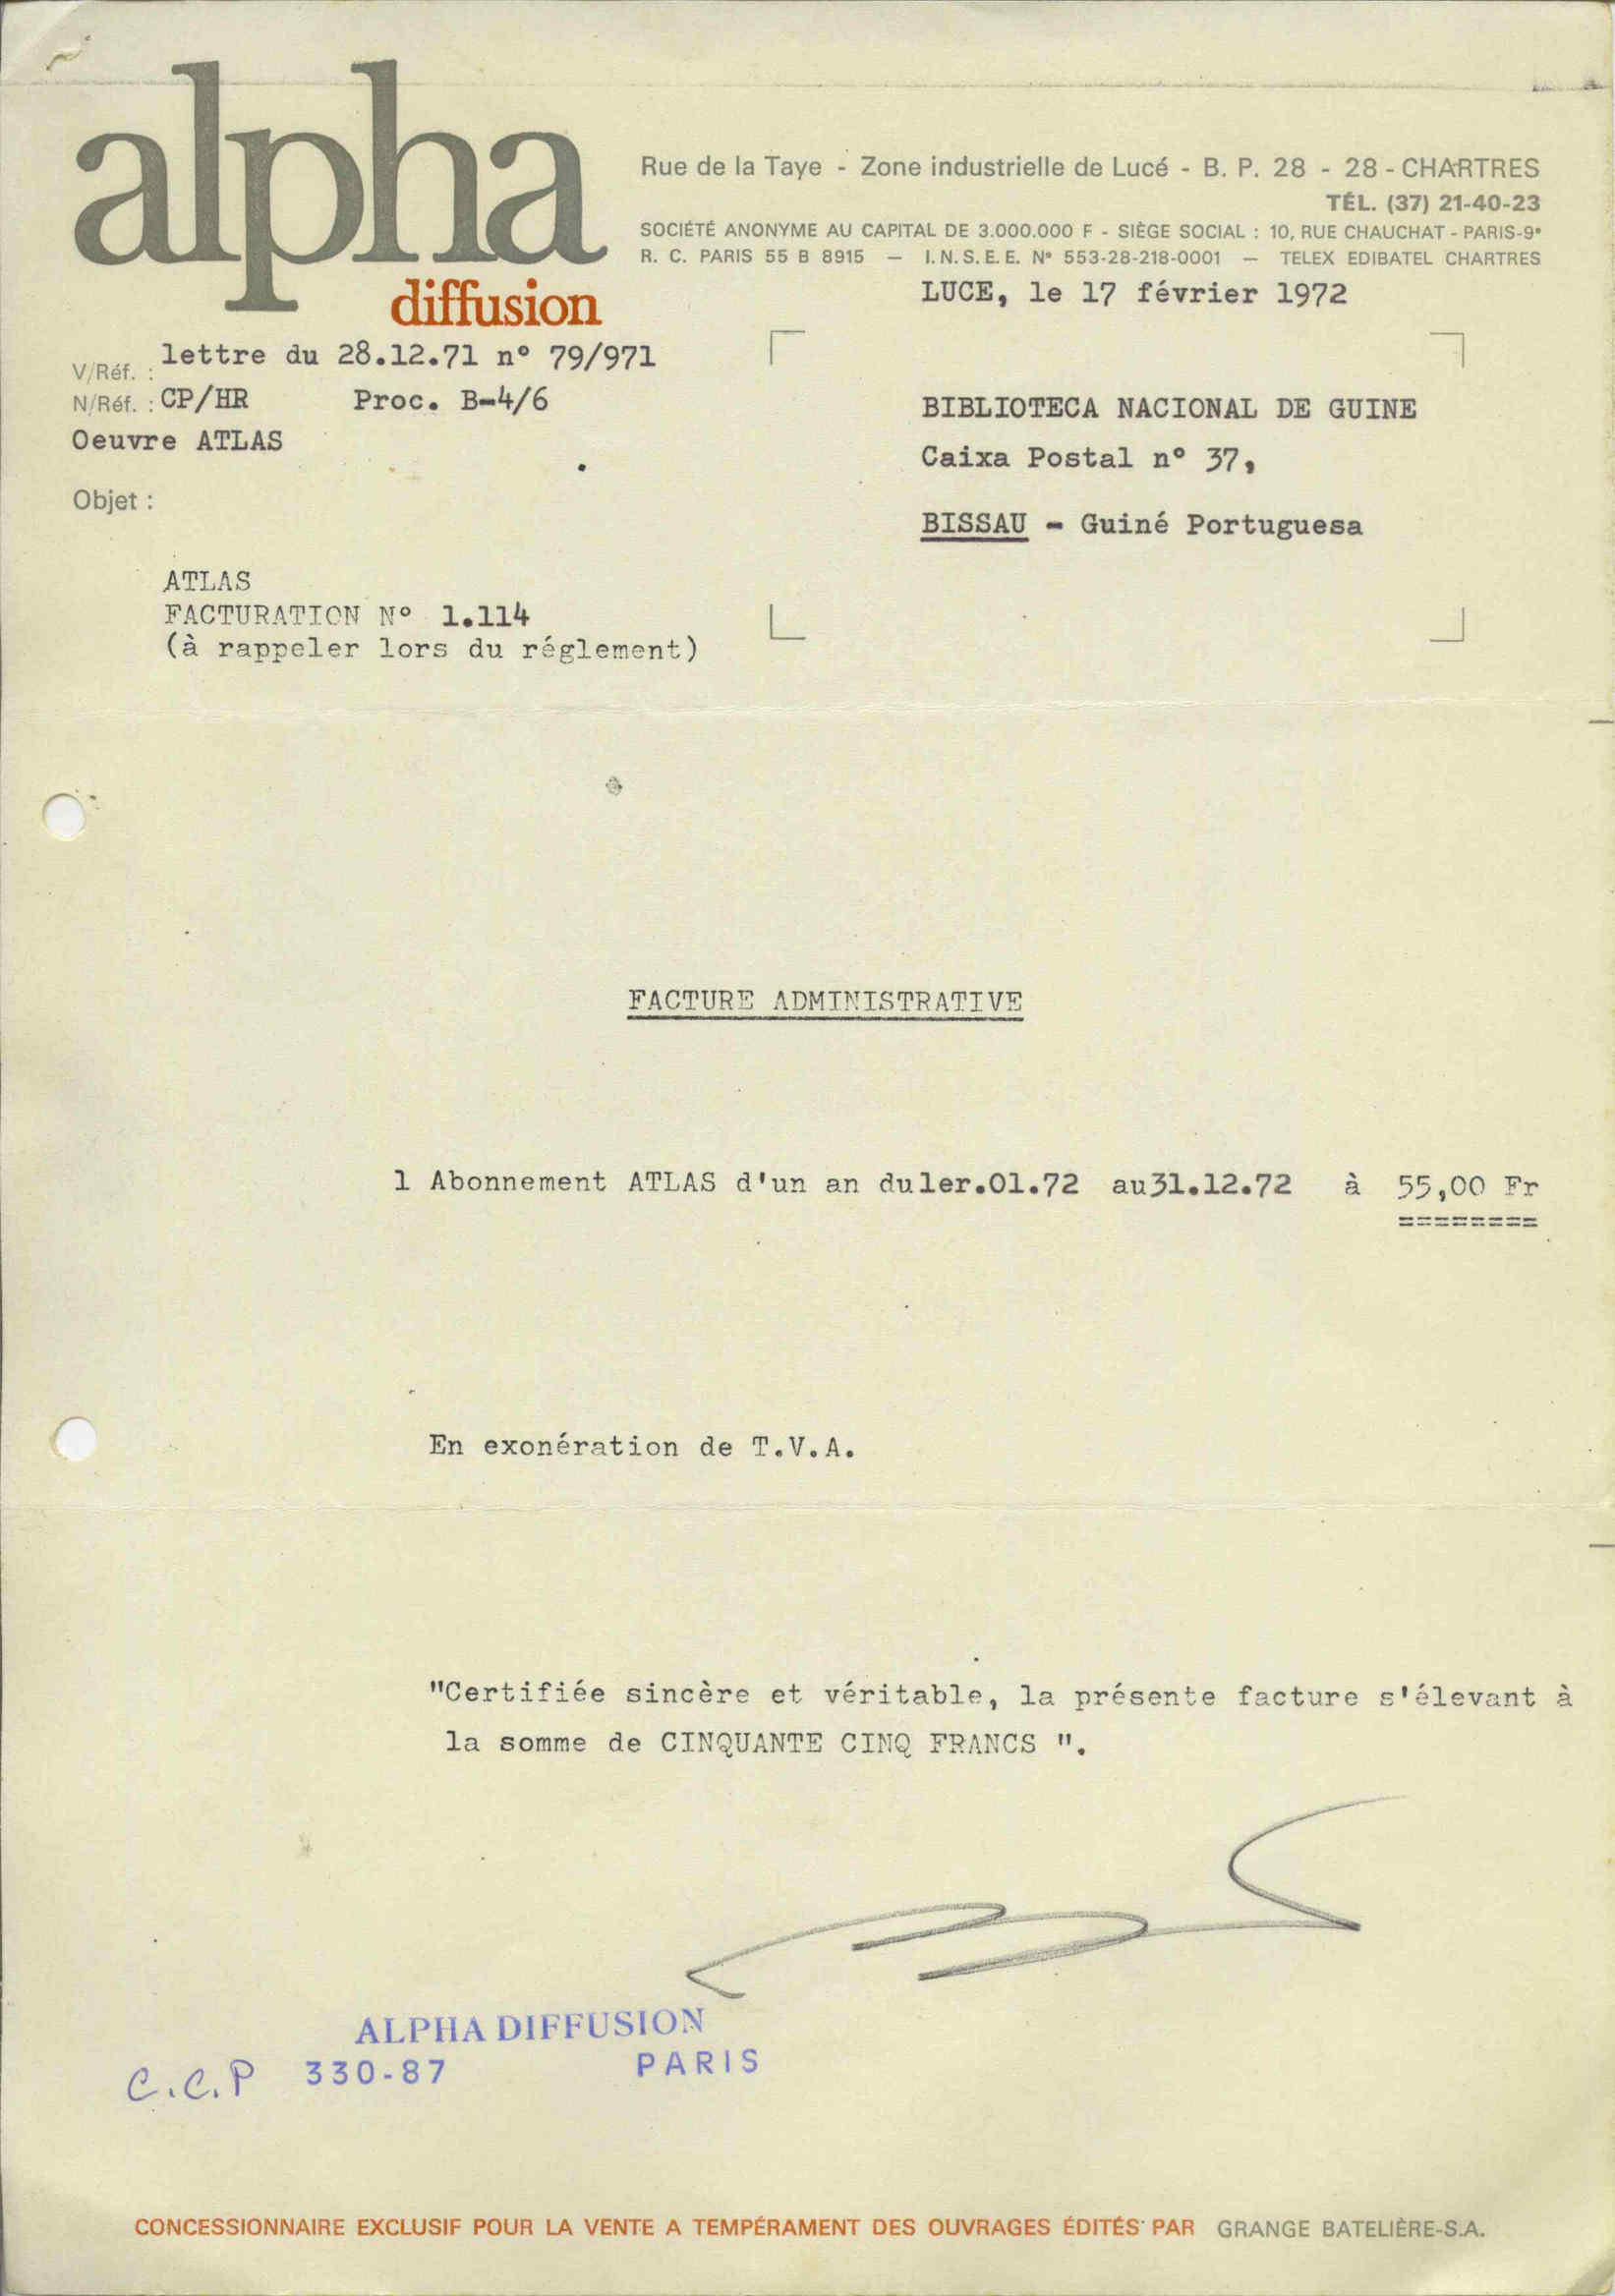 alpha
diffusion
Rue de la Taye - Zone industrielle de Lucé - B. P. 28 - 28 - CHARTRES
TÉL. (37) 21-40-23
SOCIÉTÉ ANONYME AU CAPITAL DE 3.000.000 F - SIÈGE SOCIAL : 10, RUE CHAUCHAT - PARIS-9e
R. C. PARIS 55 B 8915 — I.N.S.E.E. N° 553-28-218-0001 — TELEX EDIBATEL CHARTRES
LUCE, le 17 février 1972
V/Réf. : lettre du 28.12.71 n° 79/971
N/Réf. : CP/HR Proc. B-4/6
Oeuvre ATLAS
Objet :
BIBLIOTECA NACIONAL DE GUINE
Caixa Postal n° 37,
BISSAU - Guiné Portuguesa
ATLAS
FACTURATION N° 1.114
(à rappeler lors du réglement)
FACTURE ADMINISTRATIVE
1 Abonnement ATLAS d'un an du 1er.01.72 au 31.12.72 à 55,00 Fr
========
En exonération de T.V.A.
"Certifiée sincère et véritable, la présente facture s'élevant à
la somme de CINQUANTE CINQ FRANCS ".
ALPHA DIFFUSION
C.C.P 330-87 PARIS
CONCESSIONNAIRE EXCLUSIF POUR LA VENTE A TEMPÉRAMENT DES OUVRAGES ÉDITÉS PAR GRANGE BATELIÈRE-S.A.